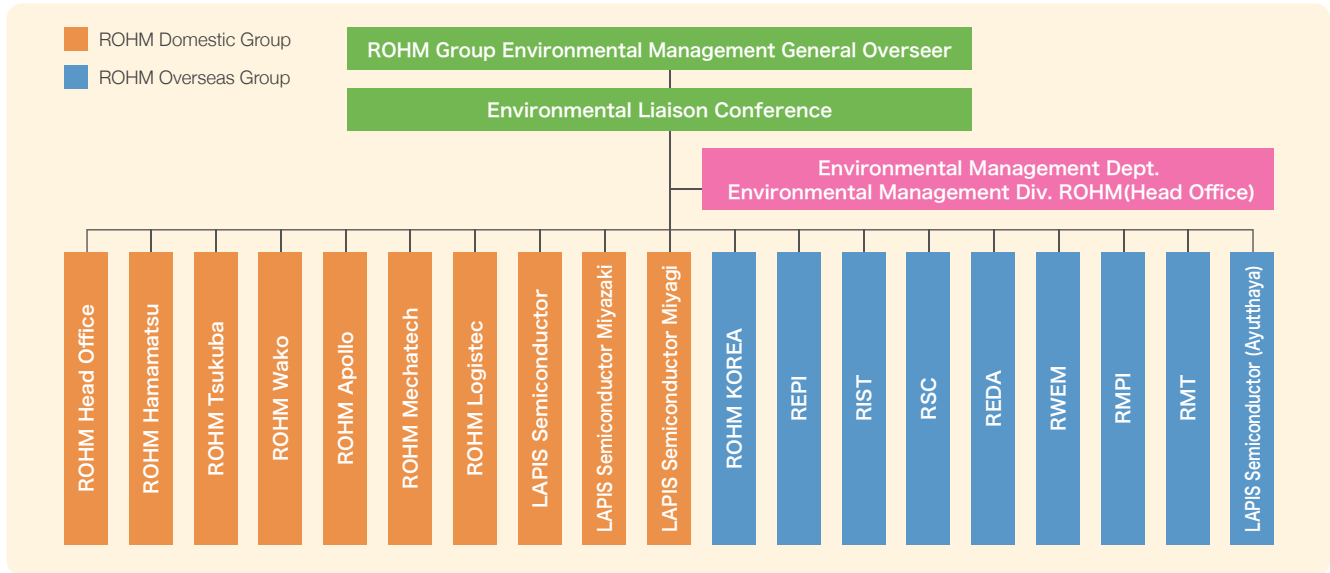 ROHM Domestic Group
ROHM Overseas Group
ROHM Group Environmental Management General Overseer
Environmental Liaison Conference
Environmental Management Dept.
Environmental Management Div. ROHM(Head Office)
ROHM Head Office
ROHM Hamamatsu
ROHM Tsukuba
ROHM Wako
ROHM Apollo
ROHM Mechatech
ROHM Logistec
LAPIS Semiconductor
LAPIS Semiconductor Miyazaki
LAPIS Semiconductor Miyagi
ROHM KOREA
REPI
RIST
RSC
REDA
RWEM
RMPI
RMT
LAPIS Semiconductor (Ayutthaya)